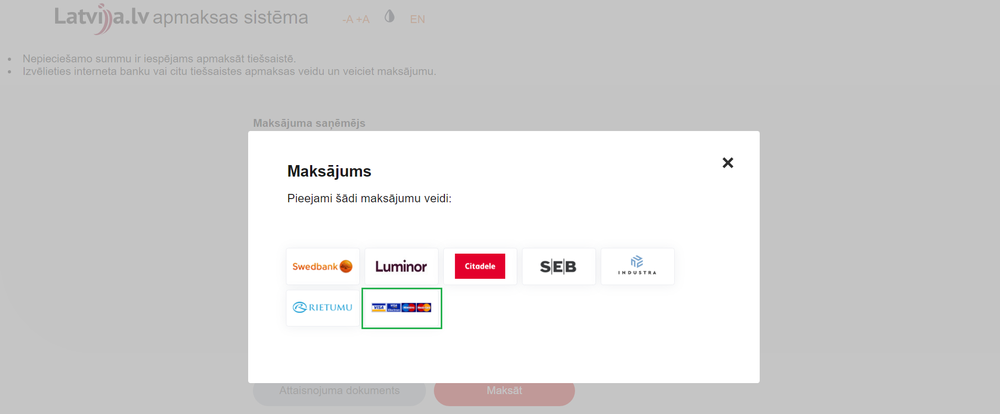 Latvija.lv apmaksas sistēma -A +A EN
• Nepieciešamo summu ir iespējams apmaksāt tiešsaistē.
• Izvēlieties interneta banku vai citu tiešsaistes apmaksas veidu un veiciet maksājumu.
Maksājuma saņēmējs
Maksājums
Pieejami šādi maksājumu veidi:
Swedbank Luminor Citadele SEB INDUSTRA
RIETUMU VISA VISA Electron Maestro MasterCard
Attaisnojuma dokuments Maksāt